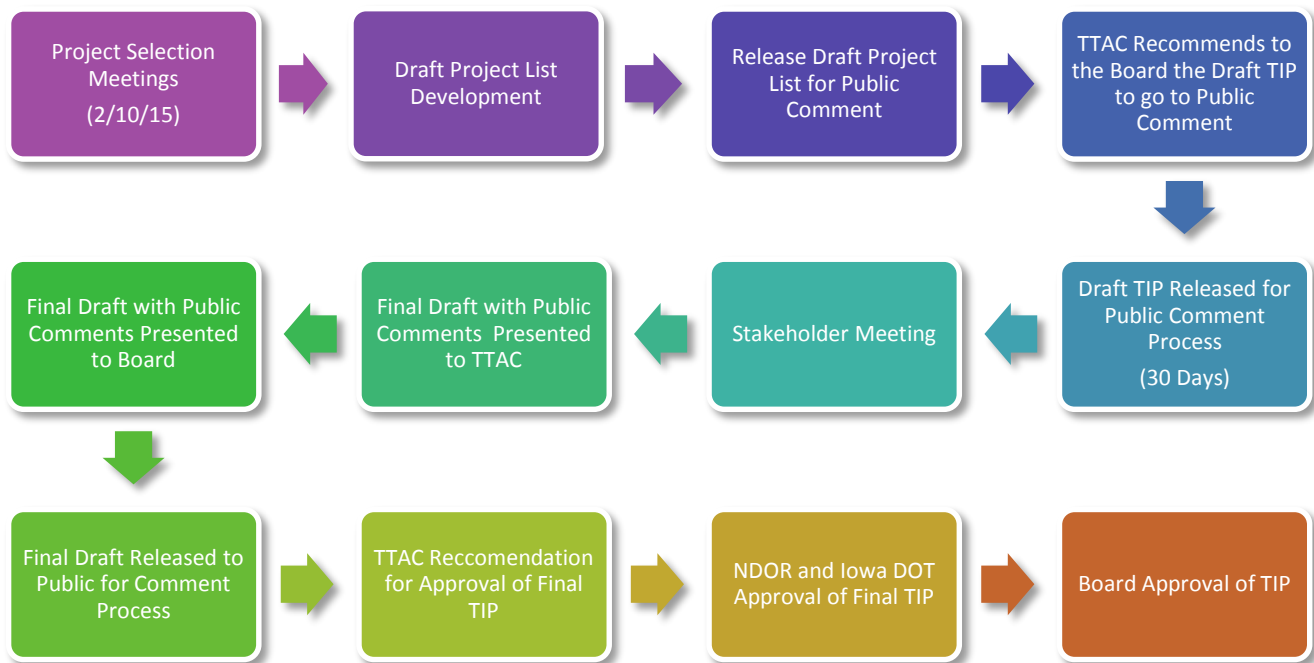 Project Selection
Meetings
(2/10/15)
Draft Project List
Development
Release Draft Project
List for Public
Comment
TTAC Recommends to
the Board the Draft TIP
to go to Public
Comment
Draft TIP Released for
Public Comment
Process
(30 Days)
Stakeholder Meeting
Final Draft with Public
Comments Presented
to TTAC
Final Draft with Public
Comments Presented
to Board
Final Draft Released to
Public for Comment
Process
TTAC Reccomendation
for Approval of Final
TIP
NDOR and Iowa DOT
Approval of Final TIP
Board Approval of TIP